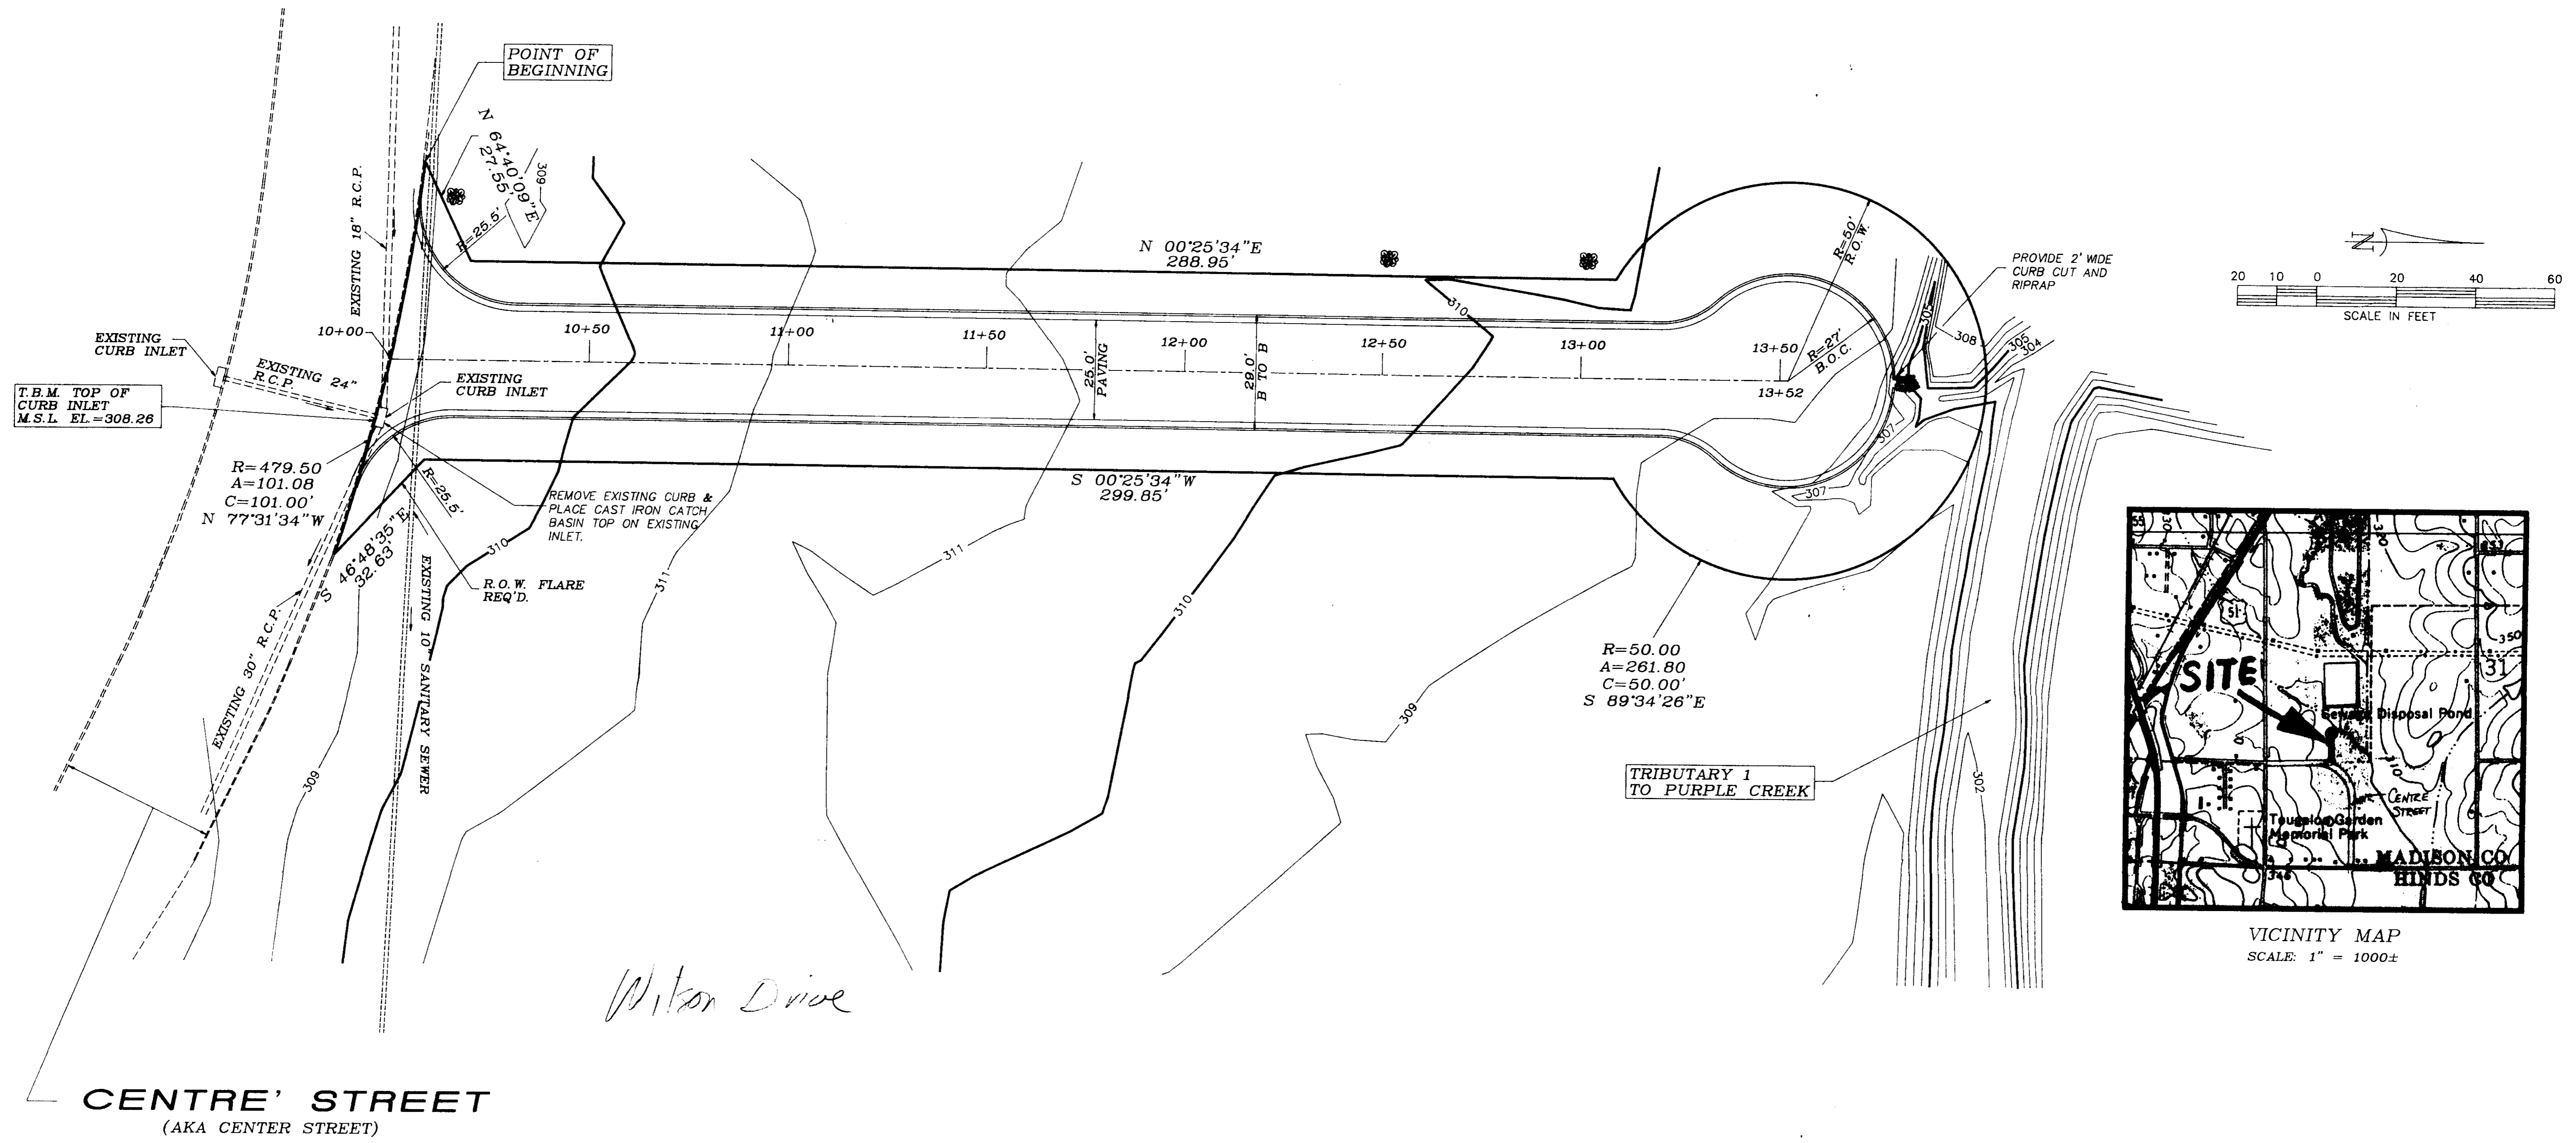 POINT OF
BEGINNING
N 64°40'09"E
27.55'
309
R=25.5'
EXISTING 18" R.C.P.
N 00°25'34"E
288.95'
R=50'
R.O.W.
PROVIDE 2' WIDE
CURB CUT AND
RIPRAP
N
20 10 0 20 40 60
SCALE IN FEET
EXISTING
CURB INLET
10+00
10+50
11+00
11+50
12+00
12+50
13+00
13+50
13+52
310
305
308
305
304
R=27'
B.O.C.
25.0'
PAVING
29.0'
B TO B
EXISTING 24"
R.C.P.
EXISTING
CURB INLET
T.B.M. TOP OF
CURB INLET
M.S.L. EL.=308.26
R=479.50
A=101.08
C=101.00'
N 77°31'34"W
R=25.5'
REMOVE EXISTING CURB &
PLACE CAST IRON CATCH
BASIN TOP ON EXISTING
INLET.
S 00°25'34"W
299.85'
307
307
S 46°48'35"E
32.63'
310
311
311
310
309
309
302
R.O.W. FLARE
REQ'D.
EXISTING 10" SANITARY SEWER
EXISTING 30" R.C.P.
R=50.00
A=261.80
C=50.00'
S 89°34'26"E
TRIBUTARY 1
TO PURPLE CREEK
51
350
31
SITE
Sewage Disposal Pond
310
CENTRE
STREET
Tougaloo Garden
Memorial Park
346
MADISON CO
HINDS CO
VICINITY MAP
SCALE: 1" = 1000±
Wilson Drive
CENTRE' STREET
(AKA CENTER STREET)